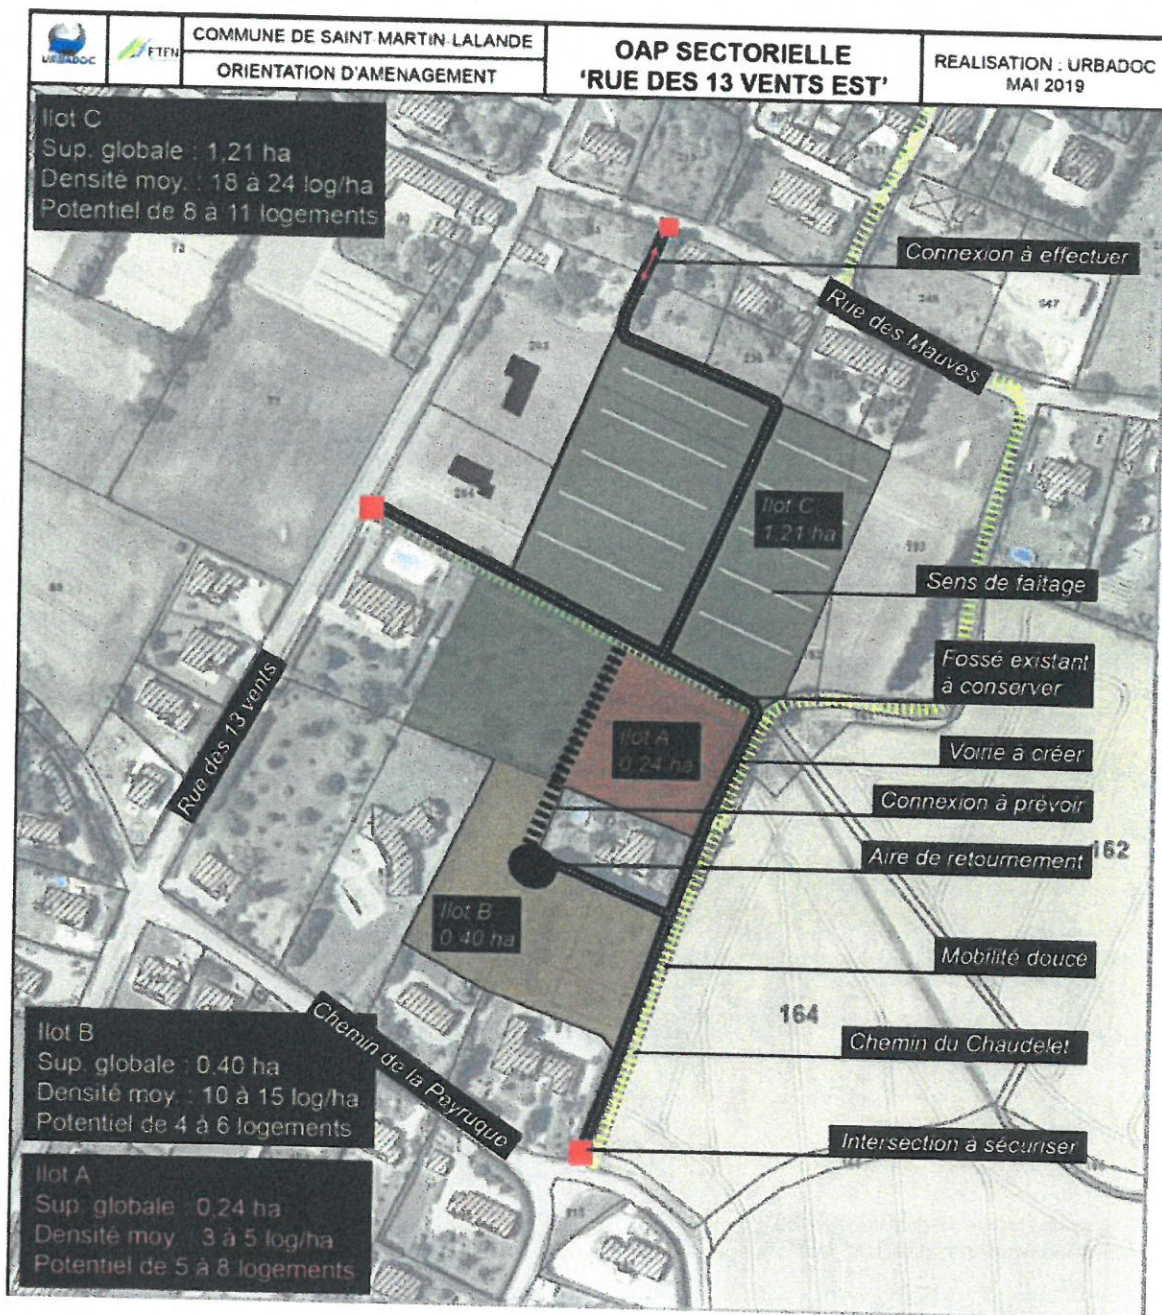 URBADOC
ETEN
COMMUNE DE SAINT-MARTIN-LALANDE
ORIENTATION D'AMENAGEMENT
OAP SECTORIELLE
'RUE DES 13 VENTS EST'
REALISATION : URBADOC
MAI 2019
Ilot C
Sup. globale : 1,21 ha
Densité moy. : 18 à 24 log/ha
Potentiel de 8 à 11 logements
Connexion à effectuer
Rue des Mauves
Ilot C
1,21 ha
Sens de faîtage
Fossé existant
à conserver
Rue des 13 vents
Ilot A
0,24 ha
Voirie à créer
Connexion à prévoir
Aire de retournement
162
Ilot B
0,40 ha
Mobilité douce
164
Chemin de la Peyruque
Chemin du Chaudelet
Intersection à sécuriser
Ilot B
Sup. globale : 0,40 ha
Densité moy. : 10 à 15 log/ha
Potentiel de 4 à 6 logements
Ilot A
Sup. globale : 0,24 ha
Densité moy. : 3 à 5 log/ha
Potentiel de 5 à 8 logements